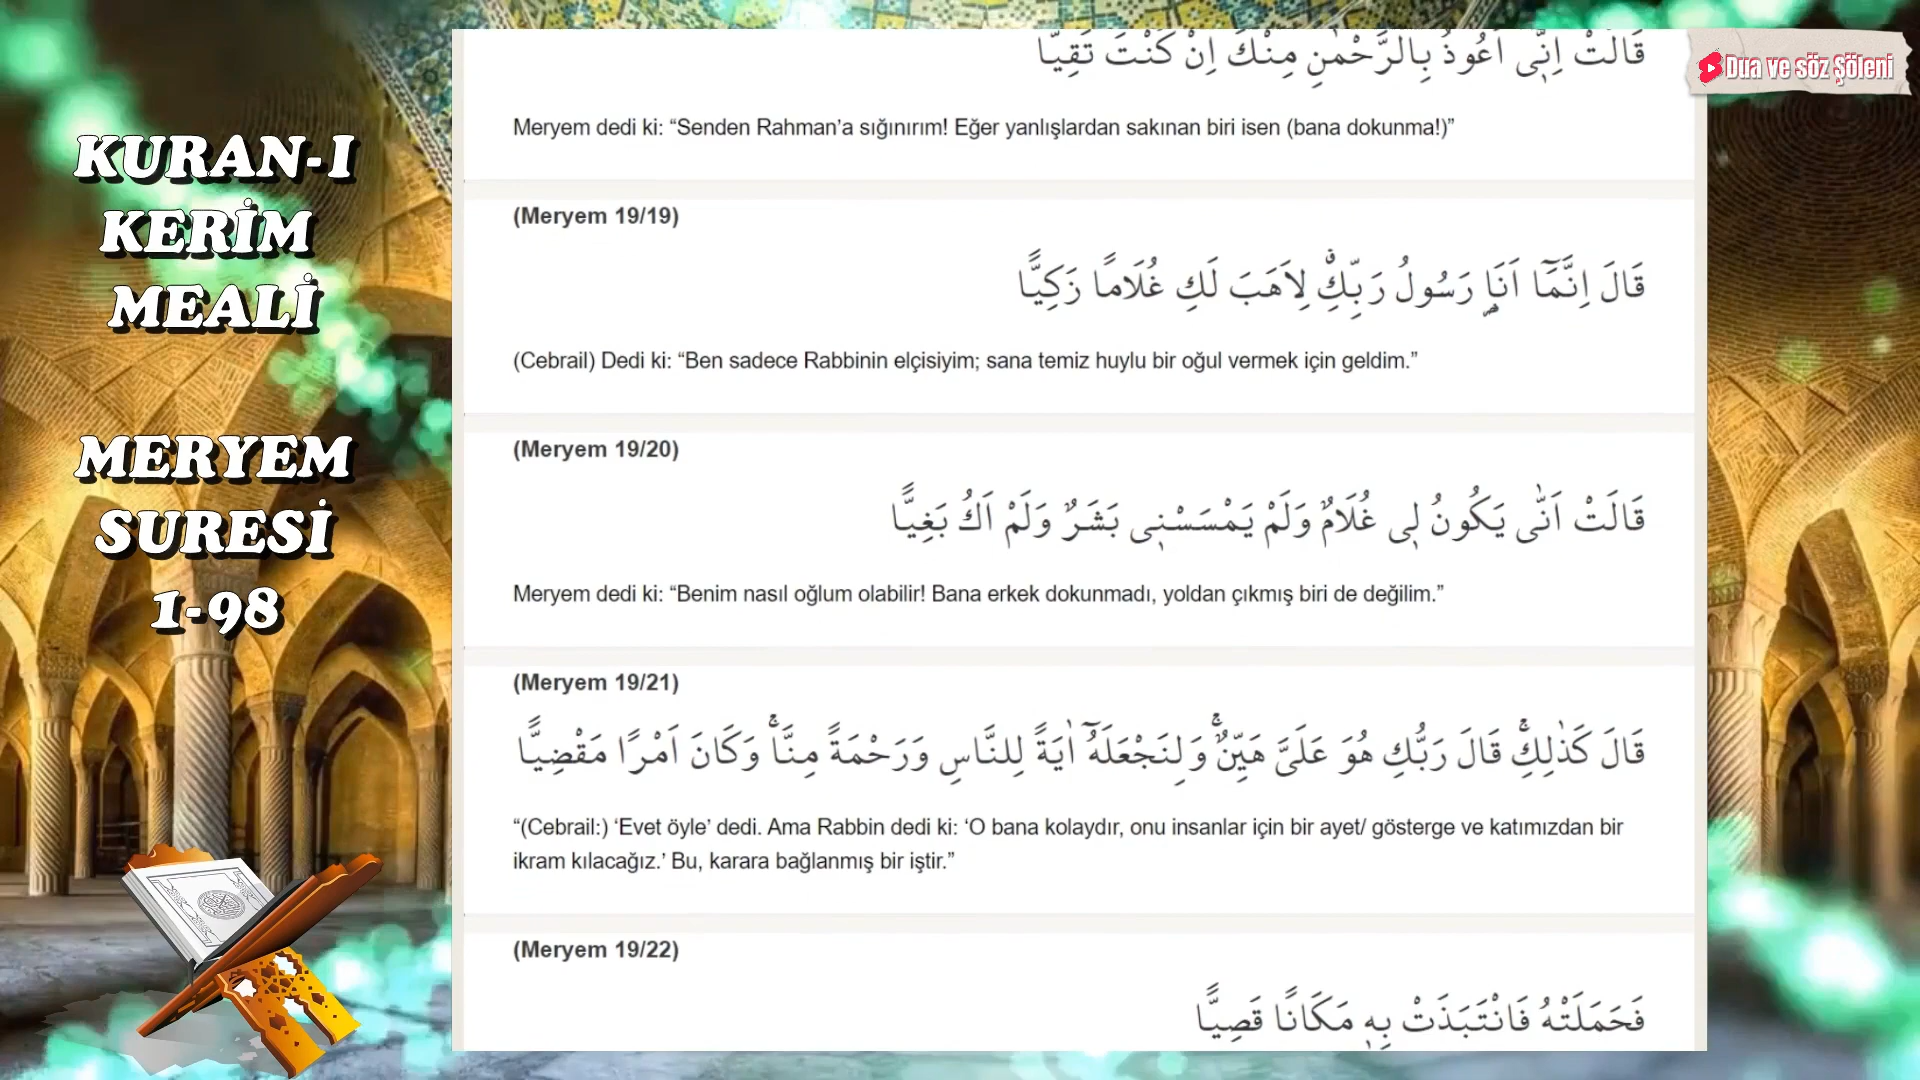 KURAN-I
KERİM
MEALİ
MERYEM
SURESİ
1-98
Dua ve söz Şöleni
قَالَتْ اِنّ۪ٓي اَعُوذُ بِالرَّحْمٰنِ مِنْكَ اِنْ كُنْتَ تَقِيًّا
Meryem dedi ki: “Senden Rahman’a sığınırım! Eğer yanlışlardan sakınan biri isen (bana dokunma!)”
(Meryem 19/19)
قَالَ اِنَّمَٓا اَنَا۬ رَسُولُ رَبِّكِۗ لِاَهَبَ لَكِ غُلَامًا زَكِيًّا
(Cebrail) Dedi ki: “Ben sadece Rabbinin elçisiyim; sana temiz huylu bir oğul vermek için geldim.”
(Meryem 19/20)
قَالَتْ اَنّٰى يَكُونُ ل۪ي غُلَامٌ وَلَمْ يَمْسَسْن۪ي بَشَرٌ وَلَمْ اَكُ بَغِيًّا
Meryem dedi ki: “Benim nasıl oğlum olabilir! Bana erkek dokunmadı, yoldan çıkmış biri de değilim.”
(Meryem 19/21)
قَالَ كَذٰلِكِۚ قَالَ رَبُّكِ هُوَ عَلَيَّ هَيِّنٌۚ وَلِنَجْعَلَهُٓ اٰيَةً لِلنَّاسِ وَرَحْمَةً مِنَّاۚ وَكَانَ اَمْرًا مَقْضِيًّا
“(Cebrail:) ‘Evet öyle’ dedi. Ama Rabbin dedi ki: ‘O bana kolaydır, onu insanlar için bir ayet/ gösterge ve katımızdan bir
ikram kılacağız.’ Bu, karara bağlanmış bir iştir.”
(Meryem 19/22)
فَحَمَلَتْهُ فَانْتَبَذَتْ بِه۪ مَكَانًا قَصِيًّا